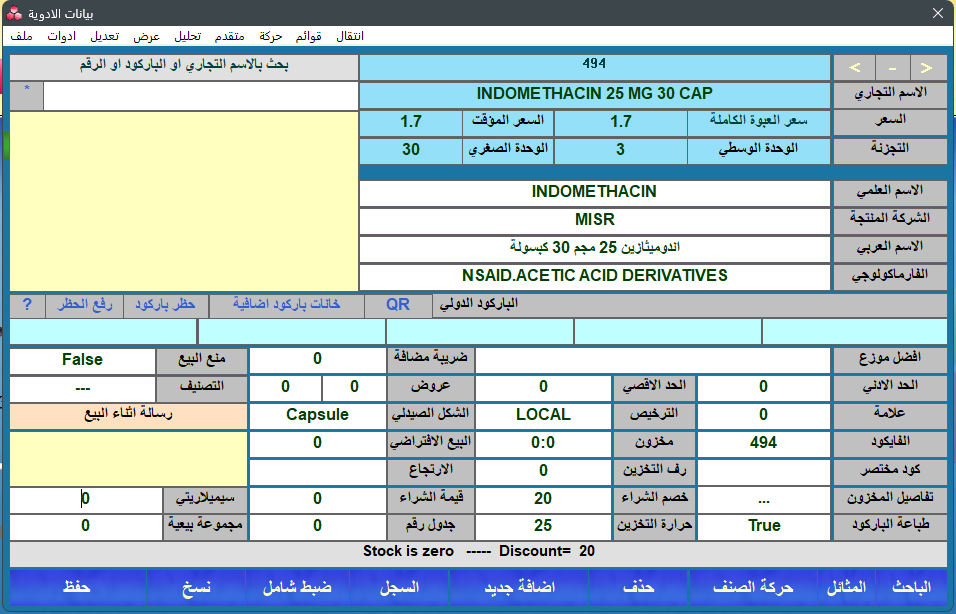 بيانات الادوية
ملف ادوات تعديل عرض تحليل متقدم حركة قوائم انتقال
بحث بالاسم التجاري او الباركود او الرقم 494 < - >
* INDOMETHACIN 25 MG 30 CAP الاسم التجاري
السعر سعر العبوة الكاملة 1.7 السعر المؤقت 1.7
التجزئة الوحدة الوسطي 3 الوحدة الصغري 30
الاسم العلمي INDOMETHACIN
الشركة المنتجة MISR
الاسم العربي اندوميثازين 25 مجم 30 كبسولة
الفارماكولوجي NSAID.ACETIC ACID DERIVATIVES
الباركود الدولي QR خانات باركود اضافية حظر باركود رفع الحظر ?
افضل موزع ضريبة مضافة 0 منع البيع False
الحد الادني 0 الحد الاقصي 0 عروض 0 0 التصنيف ---
علامة 0 الترخيص LOCAL الشكل الصيدلي Capsule رسالة اثناء البيع
الفايكود 494 مخزون 0:0 البيع الافتراضي 0
كود مختصر رف التخزين 0 الارتجاع
تفاصيل المخزون ... خصم الشراء 20 قيمة الشراء 0 سيميلاريتي 0
طباعة الباركود True حرارة التخزين 25 جدول رقم 0 مجموعة بيعية 0
Stock is zero ----- Discount= 20
الباحث المثائل حركة الصنف حذف اضافة جديد السجل ضبط شامل نسخ حفظ